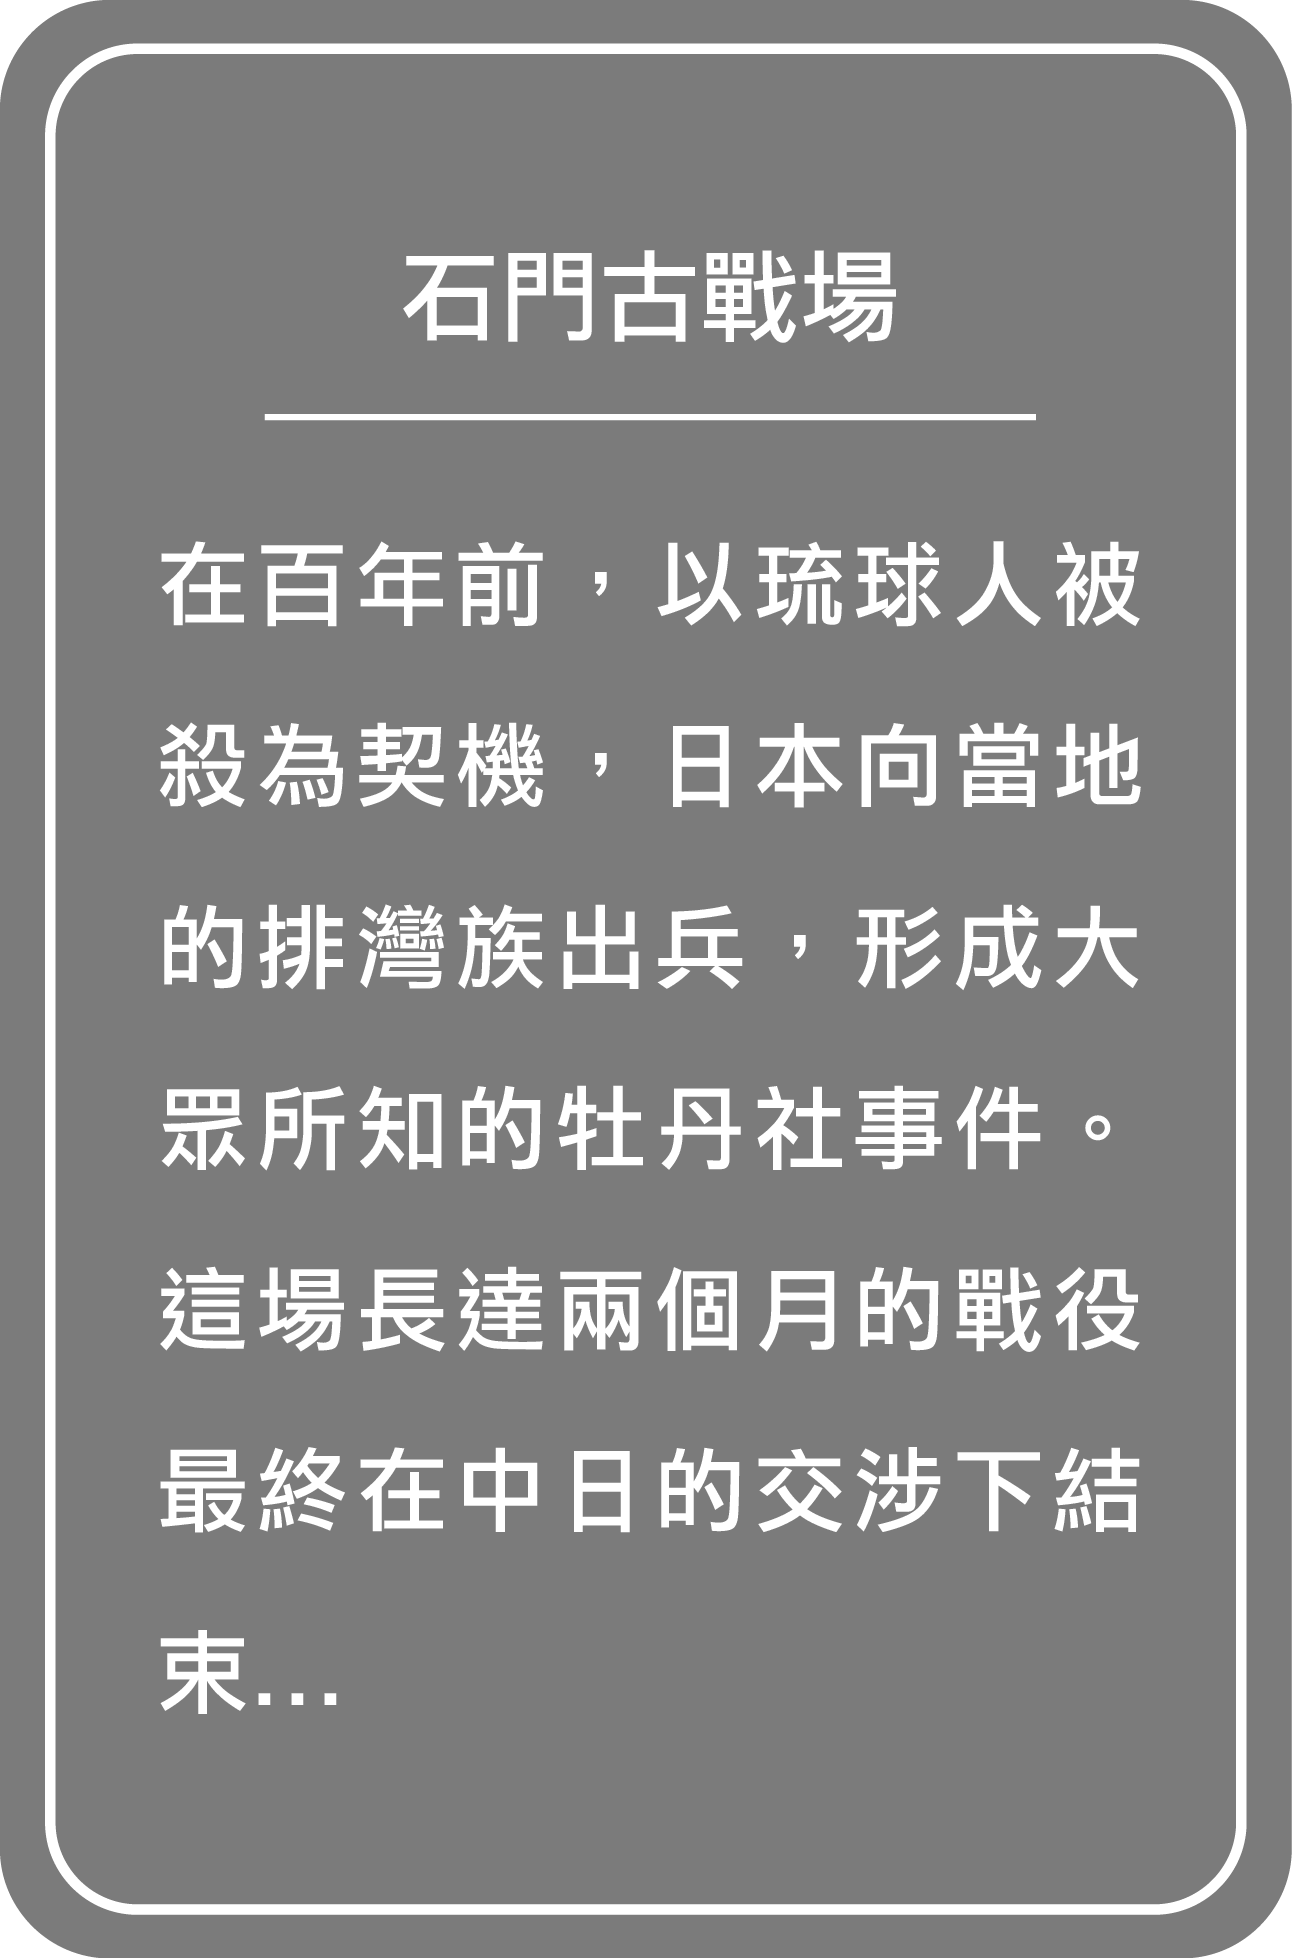 石門古戰場
在百年前，以琉球人被
殺為契機，日本向當地
的排灣族出兵，形成大
眾所知的牡丹社事件。
這場長達兩個月的戰役
最終在中日的交涉下結
束...